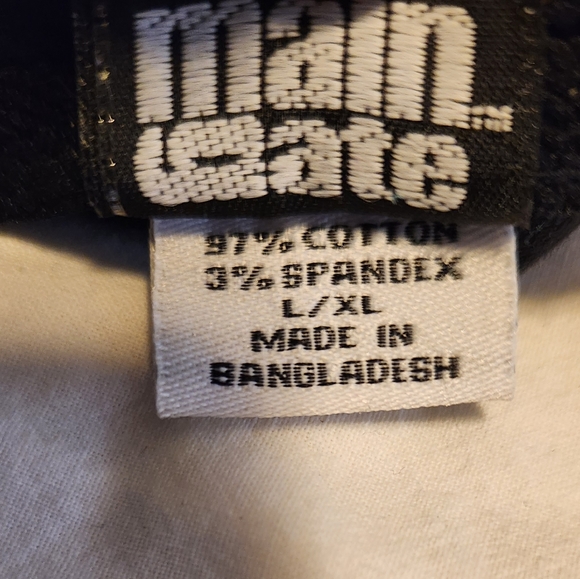 main
gate
97% COTTON
3% SPANDEX
L/XL
MADE IN
BANGLADESH